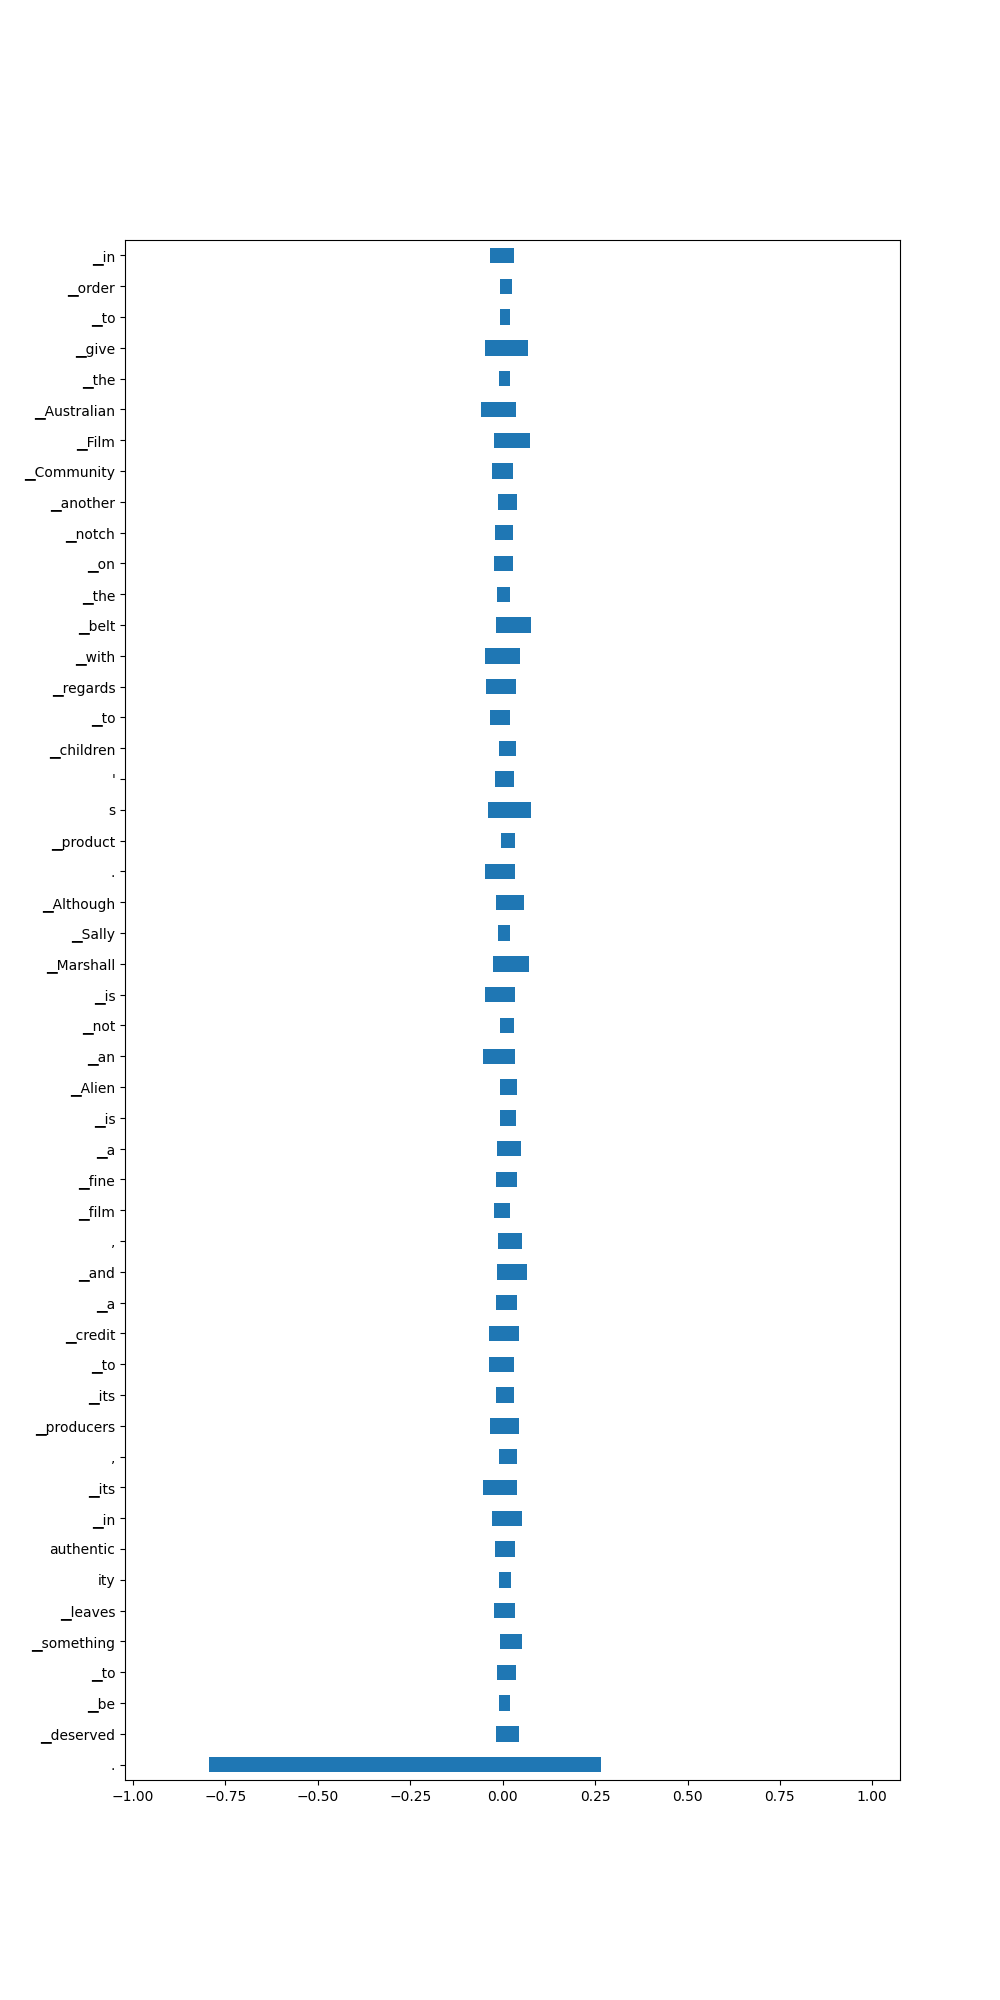 _in
_order
_to
_give
_the
_Australian
_Film
_Community
_another
_notch
_on
_the
_belt
_with
_regards
_to
_children
'
s
_product
.
_Although
_Sally
_Marshall
_is
_not
_an
_Alien
_is
_a
_fine
_film
,
_and
_a
_credit
_to
_its
_producers
,
_its
_in
authentic
ity
_leaves
_something
_to
_be
_deserved
.
−1.00 −0.75 −0.50 −0.25 0.00 0.25 0.50 0.75 1.00